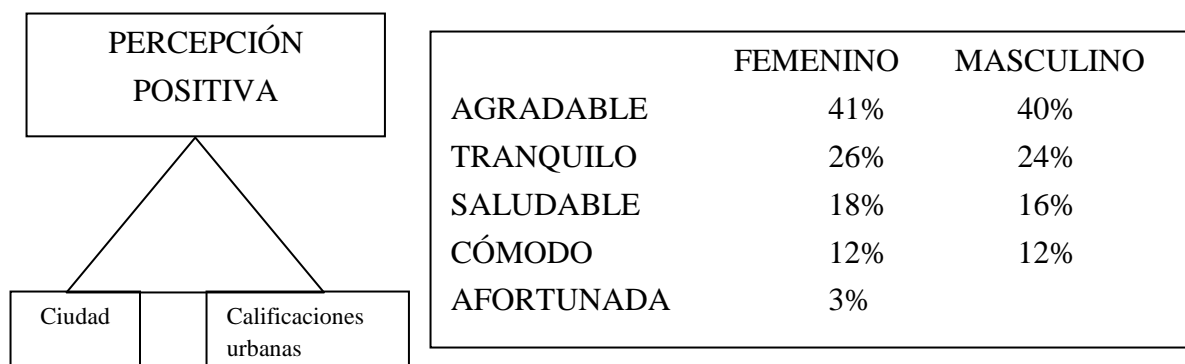 PERCEPCIÓN
POSITIVA
Ciudad
Calificaciones
urbanas
FEMENINO MASCULINO
AGRADABLE 41% 40%
TRANQUILO 26% 24%
SALUDABLE 18% 16%
CÓMODO 12% 12%
AFORTUNADA 3%